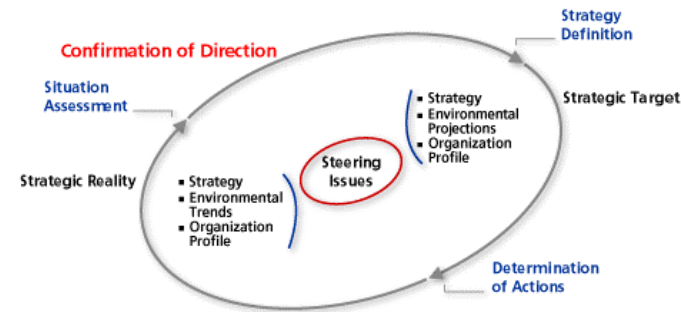 Strategy
Definition
Confirmation of Direction
Situation
Assessment
Strategic Target
▪ Strategy
▪ Environmental
Projections
▪ Organization
Profile
Steering
Issues
Strategic Reality
▪ Strategy
▪ Environmental
Trends
▪ Organization
Profile
Determination
of Actions